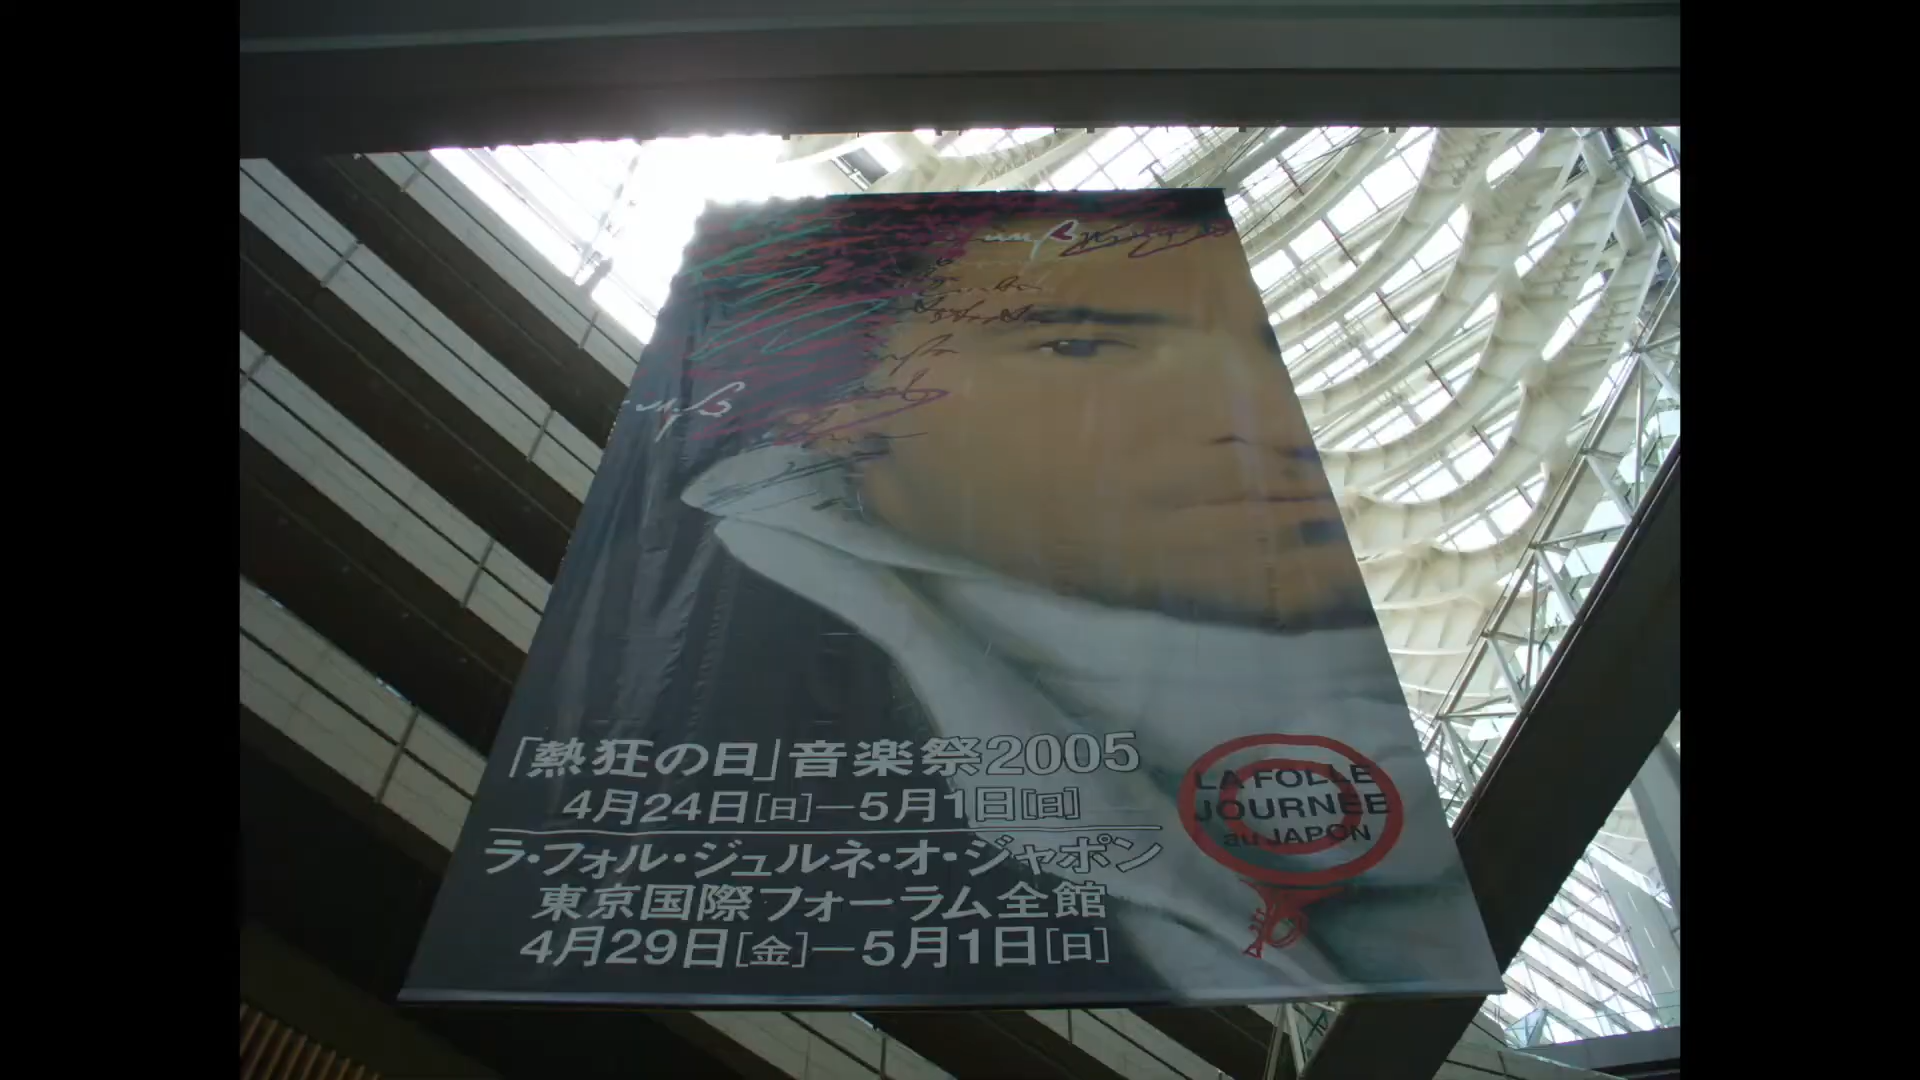 「熱狂の日」音楽祭2005
4月24日[日]—5月1日[日]
ラ・フォル・ジュルネ・オ・ジャポン
東京国際フォーラム全館
4月29日[金]—5月1日[日]
LA FOLLE
JOURNÉE
au JAPON